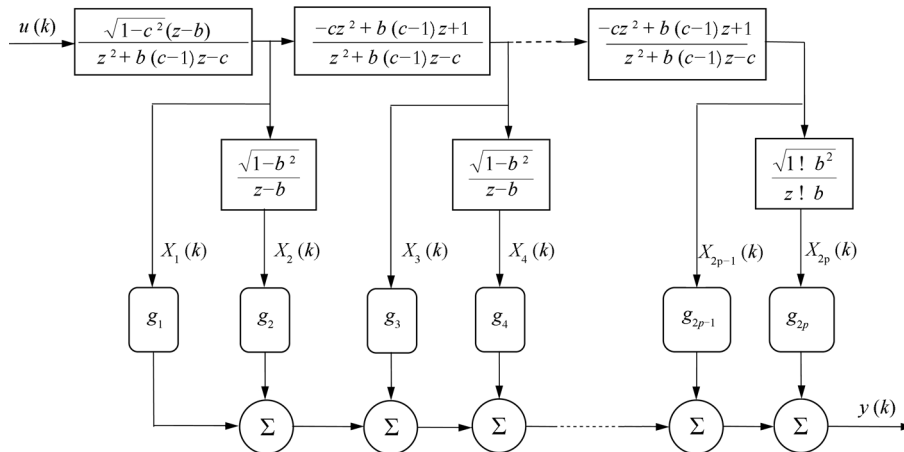 u(k)
√1−c² (z−b) / z²+b(c−1)z−c
−cz²+b(c−1)z+1 / z²+b(c−1)z−c
−cz²+b(c−1)z+1 / z²+b(c−1)z−c
√1−b² / z−b
√1−b² / z−b
√1! b² / z! b
X₁(k) X₂(k) X₃(k) X₄(k) X₂ₚ₋₁(k) X₂ₚ(k)
g₁ g₂ g₃ g₄ g₂ₚ₋₁ g₂ₚ
Σ Σ Σ Σ Σ y(k)